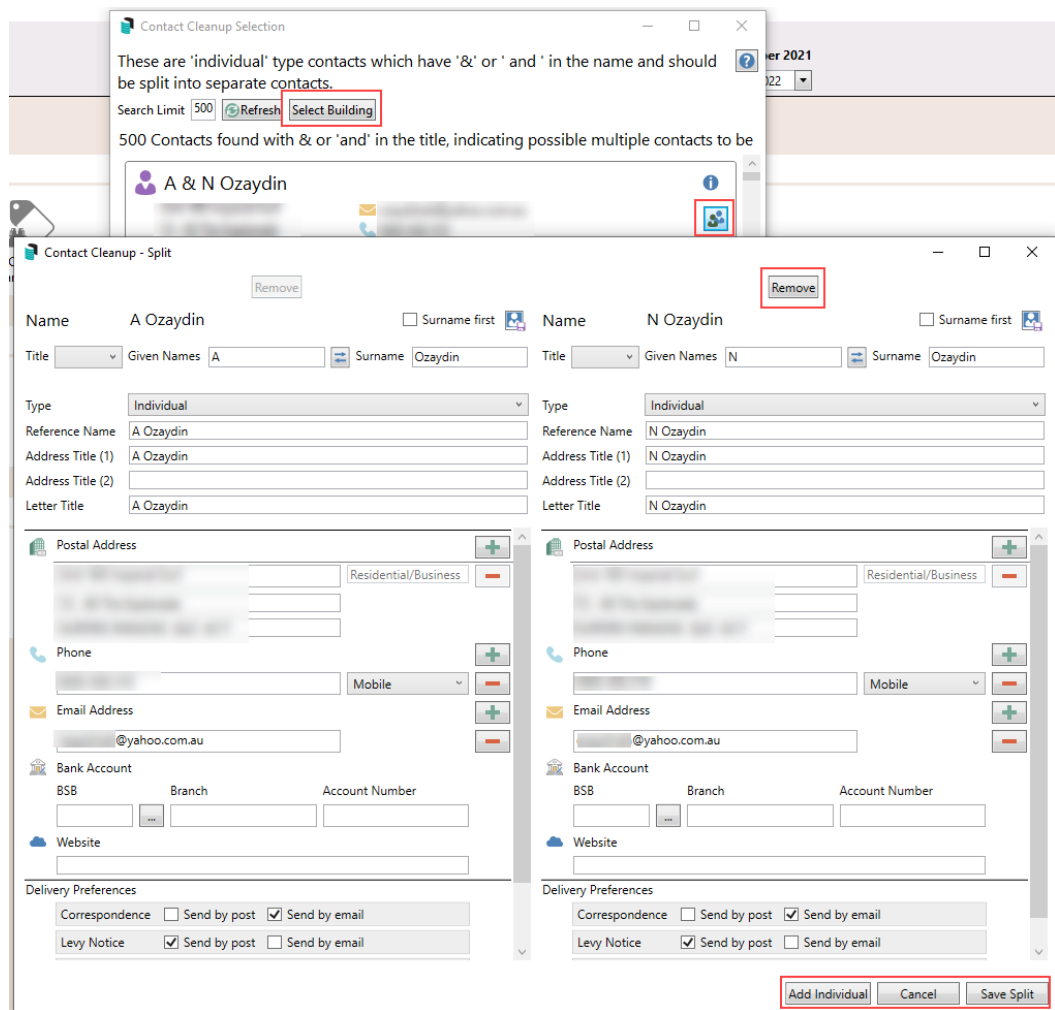 Contact Cleanup Selection
These are 'individual' type contacts which have '&' or ' and ' in the name and should
be split into separate contacts.
ber 2021
022
Search Limit 500 Refresh Select Building
500 Contacts found with & or 'and' in the title, indicating possible multiple contacts to be
A & N Ozaydin
Contact Cleanup - Split
Remove Remove
Name A Ozaydin Surname first Name N Ozaydin Surname first
Title Given Names A Surname Ozaydin Title Given Names N Surname Ozaydin
Type Individual Type Individual
Reference Name A Ozaydin Reference Name N Ozaydin
Address Title (1) A Ozaydin Address Title (1) N Ozaydin
Address Title (2) Address Title (2)
Letter Title A Ozaydin Letter Title N Ozaydin
Postal Address Postal Address
Residential/Business Residential/Business
Phone Phone
Mobile Mobile
Email Address Email Address
@yahoo.com.au @yahoo.com.au
Bank Account Bank Account
BSB Branch Account Number BSB Branch Account Number
... ...
Website Website
Delivery Preferences Delivery Preferences
Correspondence Send by post Send by email Correspondence Send by post Send by email
Levy Notice Send by post Send by email Levy Notice Send by post Send by email
Add Individual Cancel Save Split